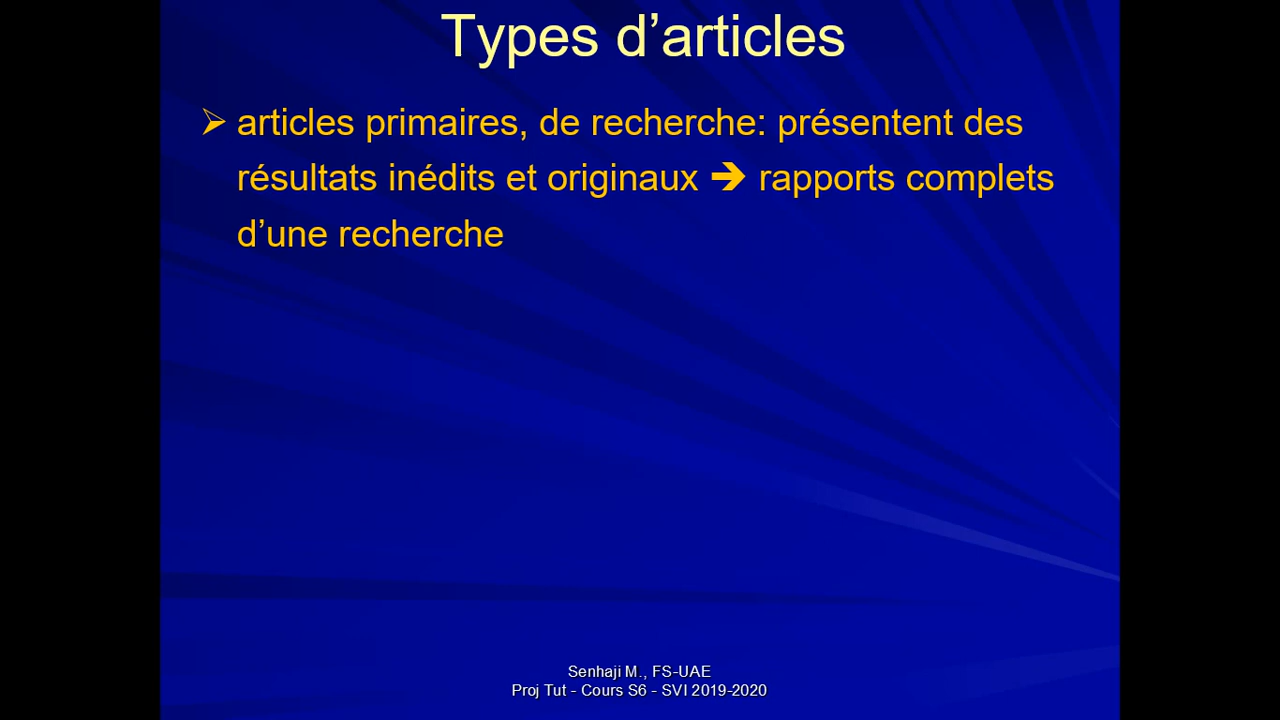 Types d’articles
➢ articles primaires, de recherche: présentent des
résultats inédits et originaux ➔ rapports complets
d’une recherche
Senhaji M., FS-UAE
Proj Tut - Cours S6 - SVI 2019-2020